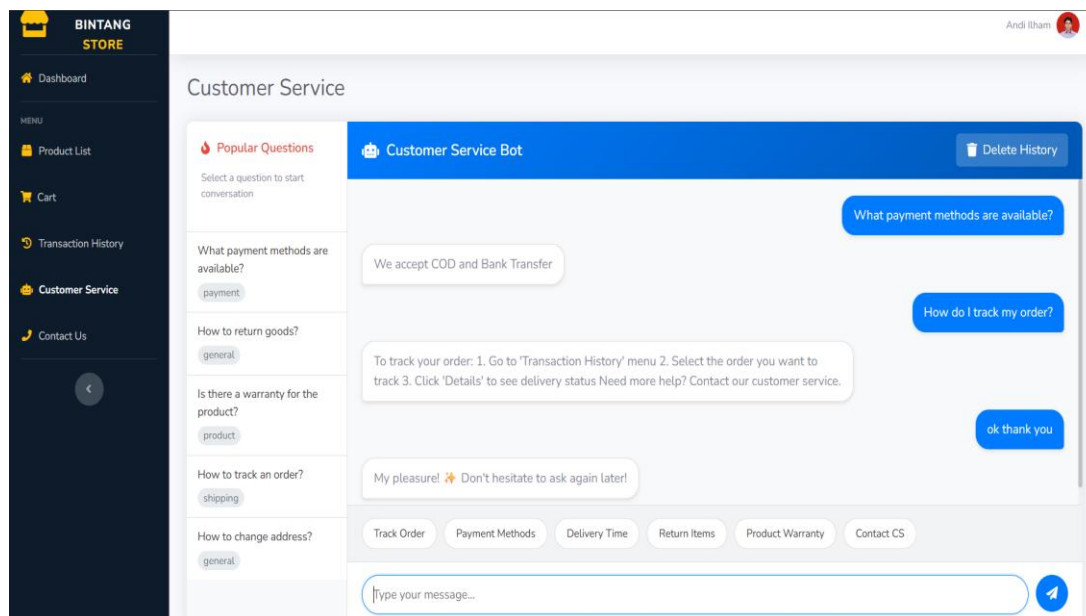 BINTANG
STORE
Andi Ilham
Dashboard
MENU
Product List
Cart
Transaction History
Customer Service
Contact Us
Customer Service
Popular Questions
Select a question to start
conversation
What payment methods are
available?
payment
How to return goods?
general
Is there a warranty for the
product?
product
How to track an order?
shipping
How to change address?
general
Customer Service Bot
Delete History
What payment methods are available?
We accept COD and Bank Transfer
How do I track my order?
To track your order: 1. Go to 'Transaction History' menu 2. Select the order you want to
track 3. Click 'Details' to see delivery status Need more help? Contact our customer service.
ok thank you
My pleasure! ✨ Don't hesitate to ask again later!
Track Order
Payment Methods
Delivery Time
Return Items
Product Warranty
Contact CS
Type your message...